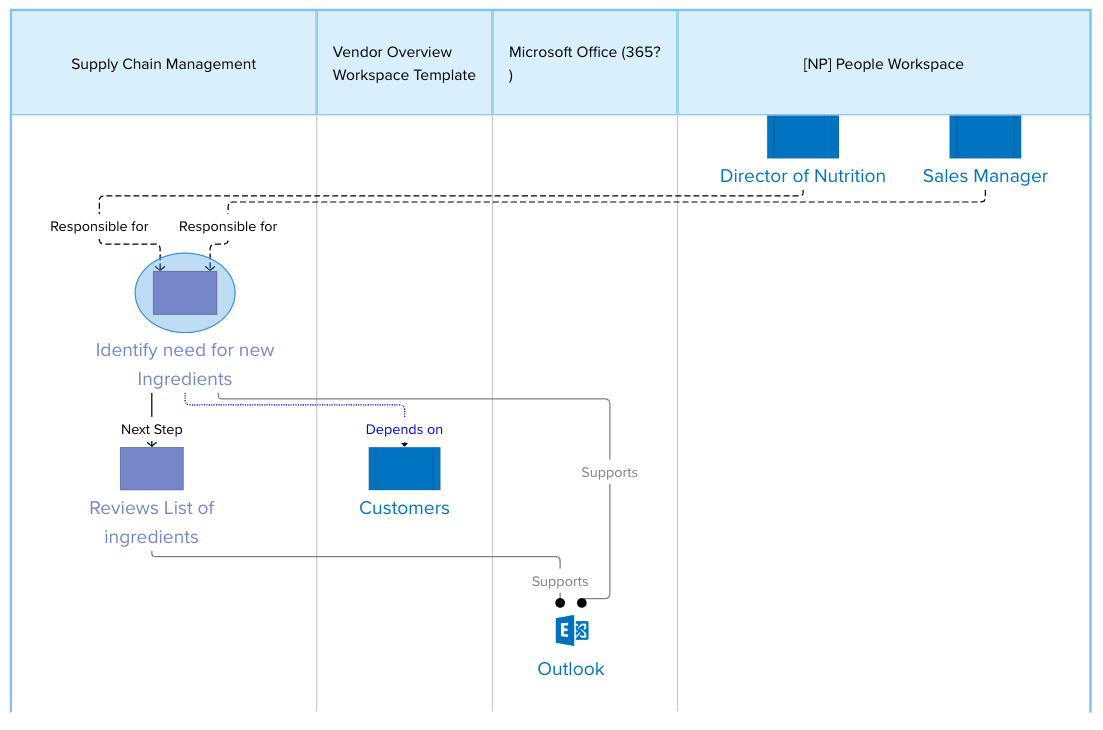 Supply Chain Management
Vendor Overview
Workspace Template
Microsoft Office (365?
)
[NP] People Workspace
Director of Nutrition
Sales Manager
Responsible for
Responsible for
Identify need for new
Ingredients
Next Step
Depends on
Supports
Reviews List of
ingredients
Customers
Supports
E
Outlook